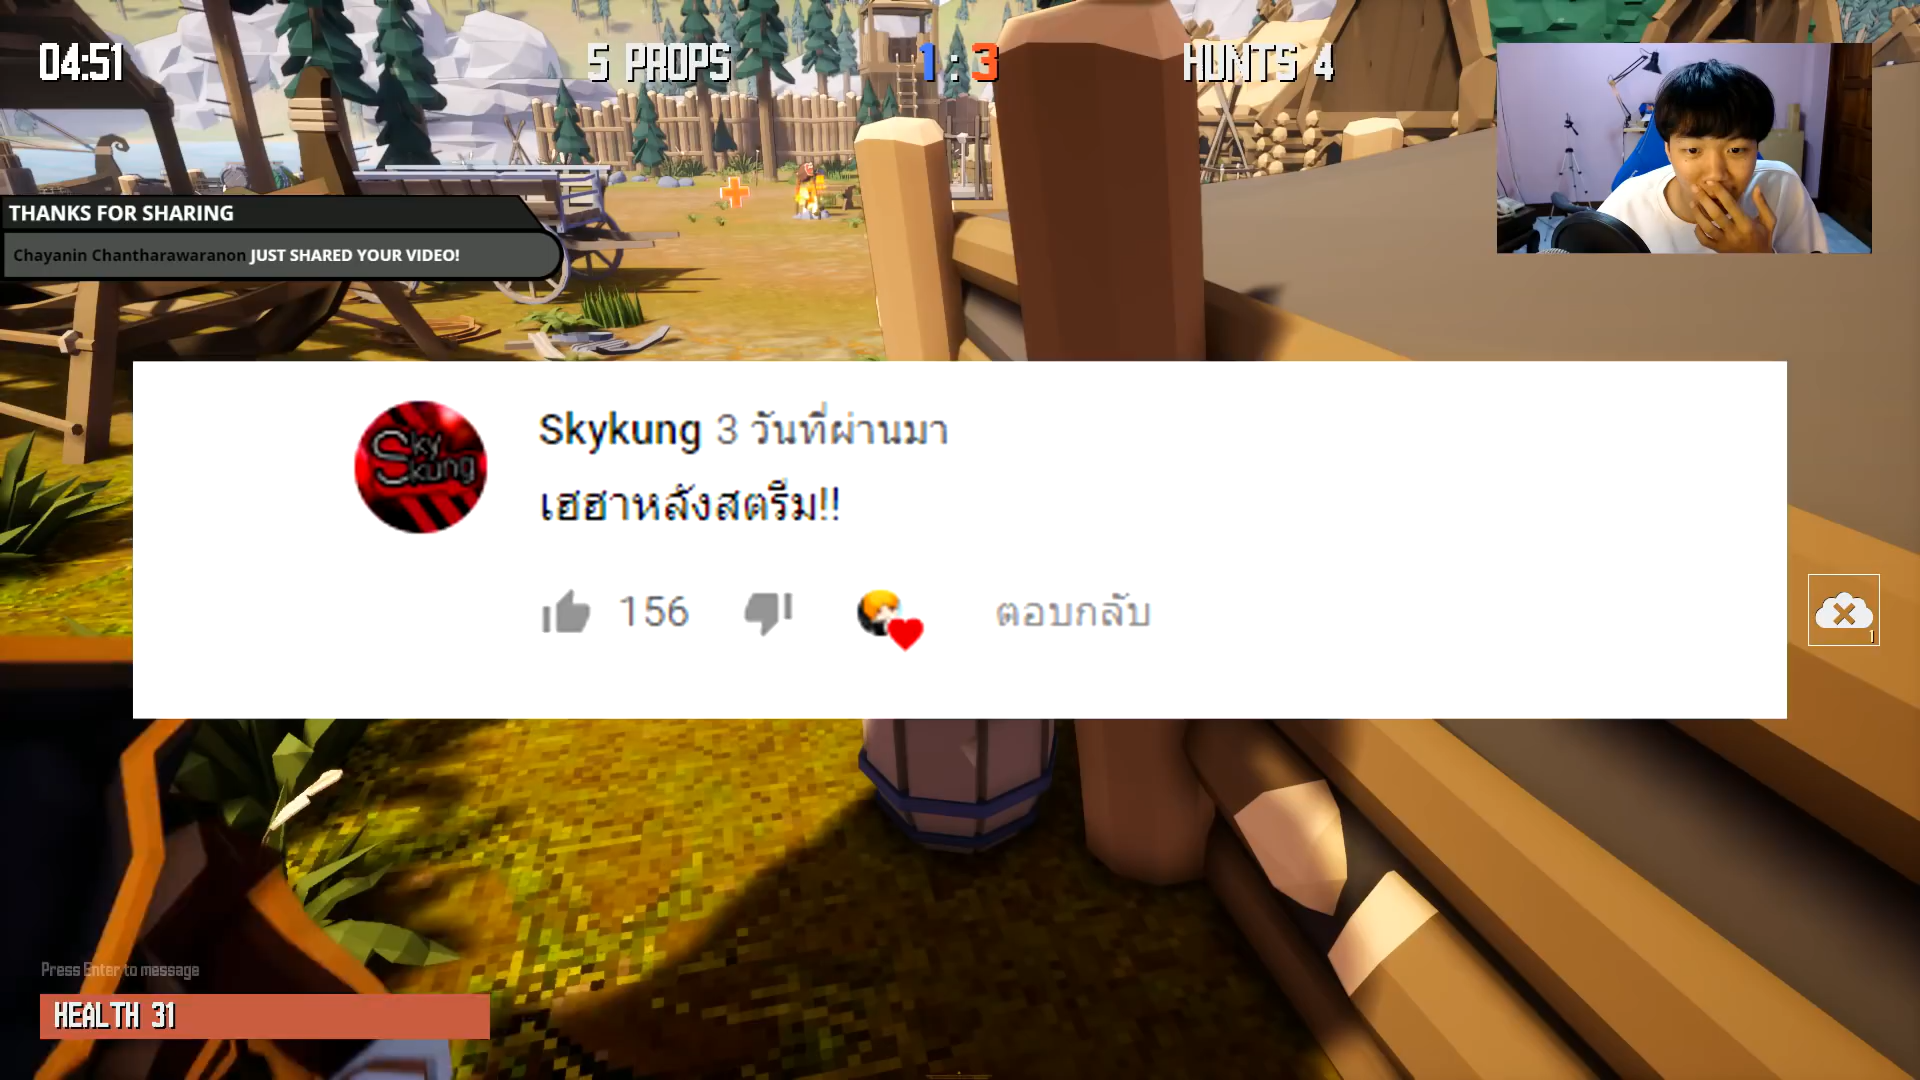 04:51
5 PROPS
1 : 3
HUNTS 4
THANKS FOR SHARING
Chayanin Chantharawaranon JUST SHARED YOUR VIDEO!
Sky
kung
Skykung 3 วันที่ผ่านมา
เฮฮาหลังสตรีม!!
156
ตอบกลับ
1
Press Enter to message
HEALTH 31